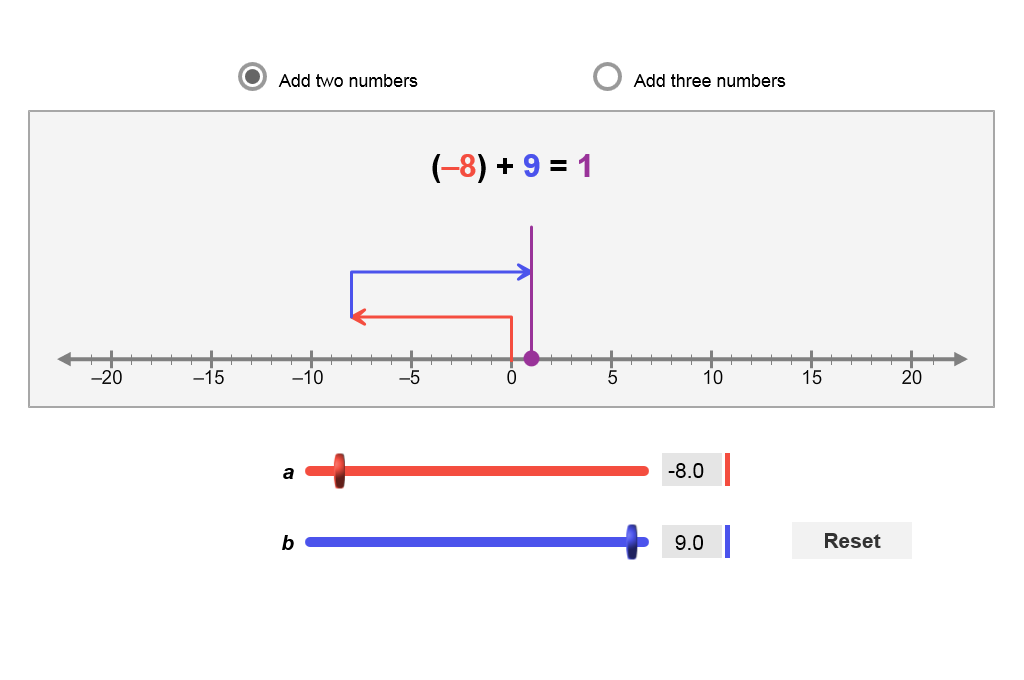 Add two numbers Add three numbers
(–8) + 9 = 1
–20 –15 –10 –5 0 5 10 15 20
a -8.0
b 9.0 Reset